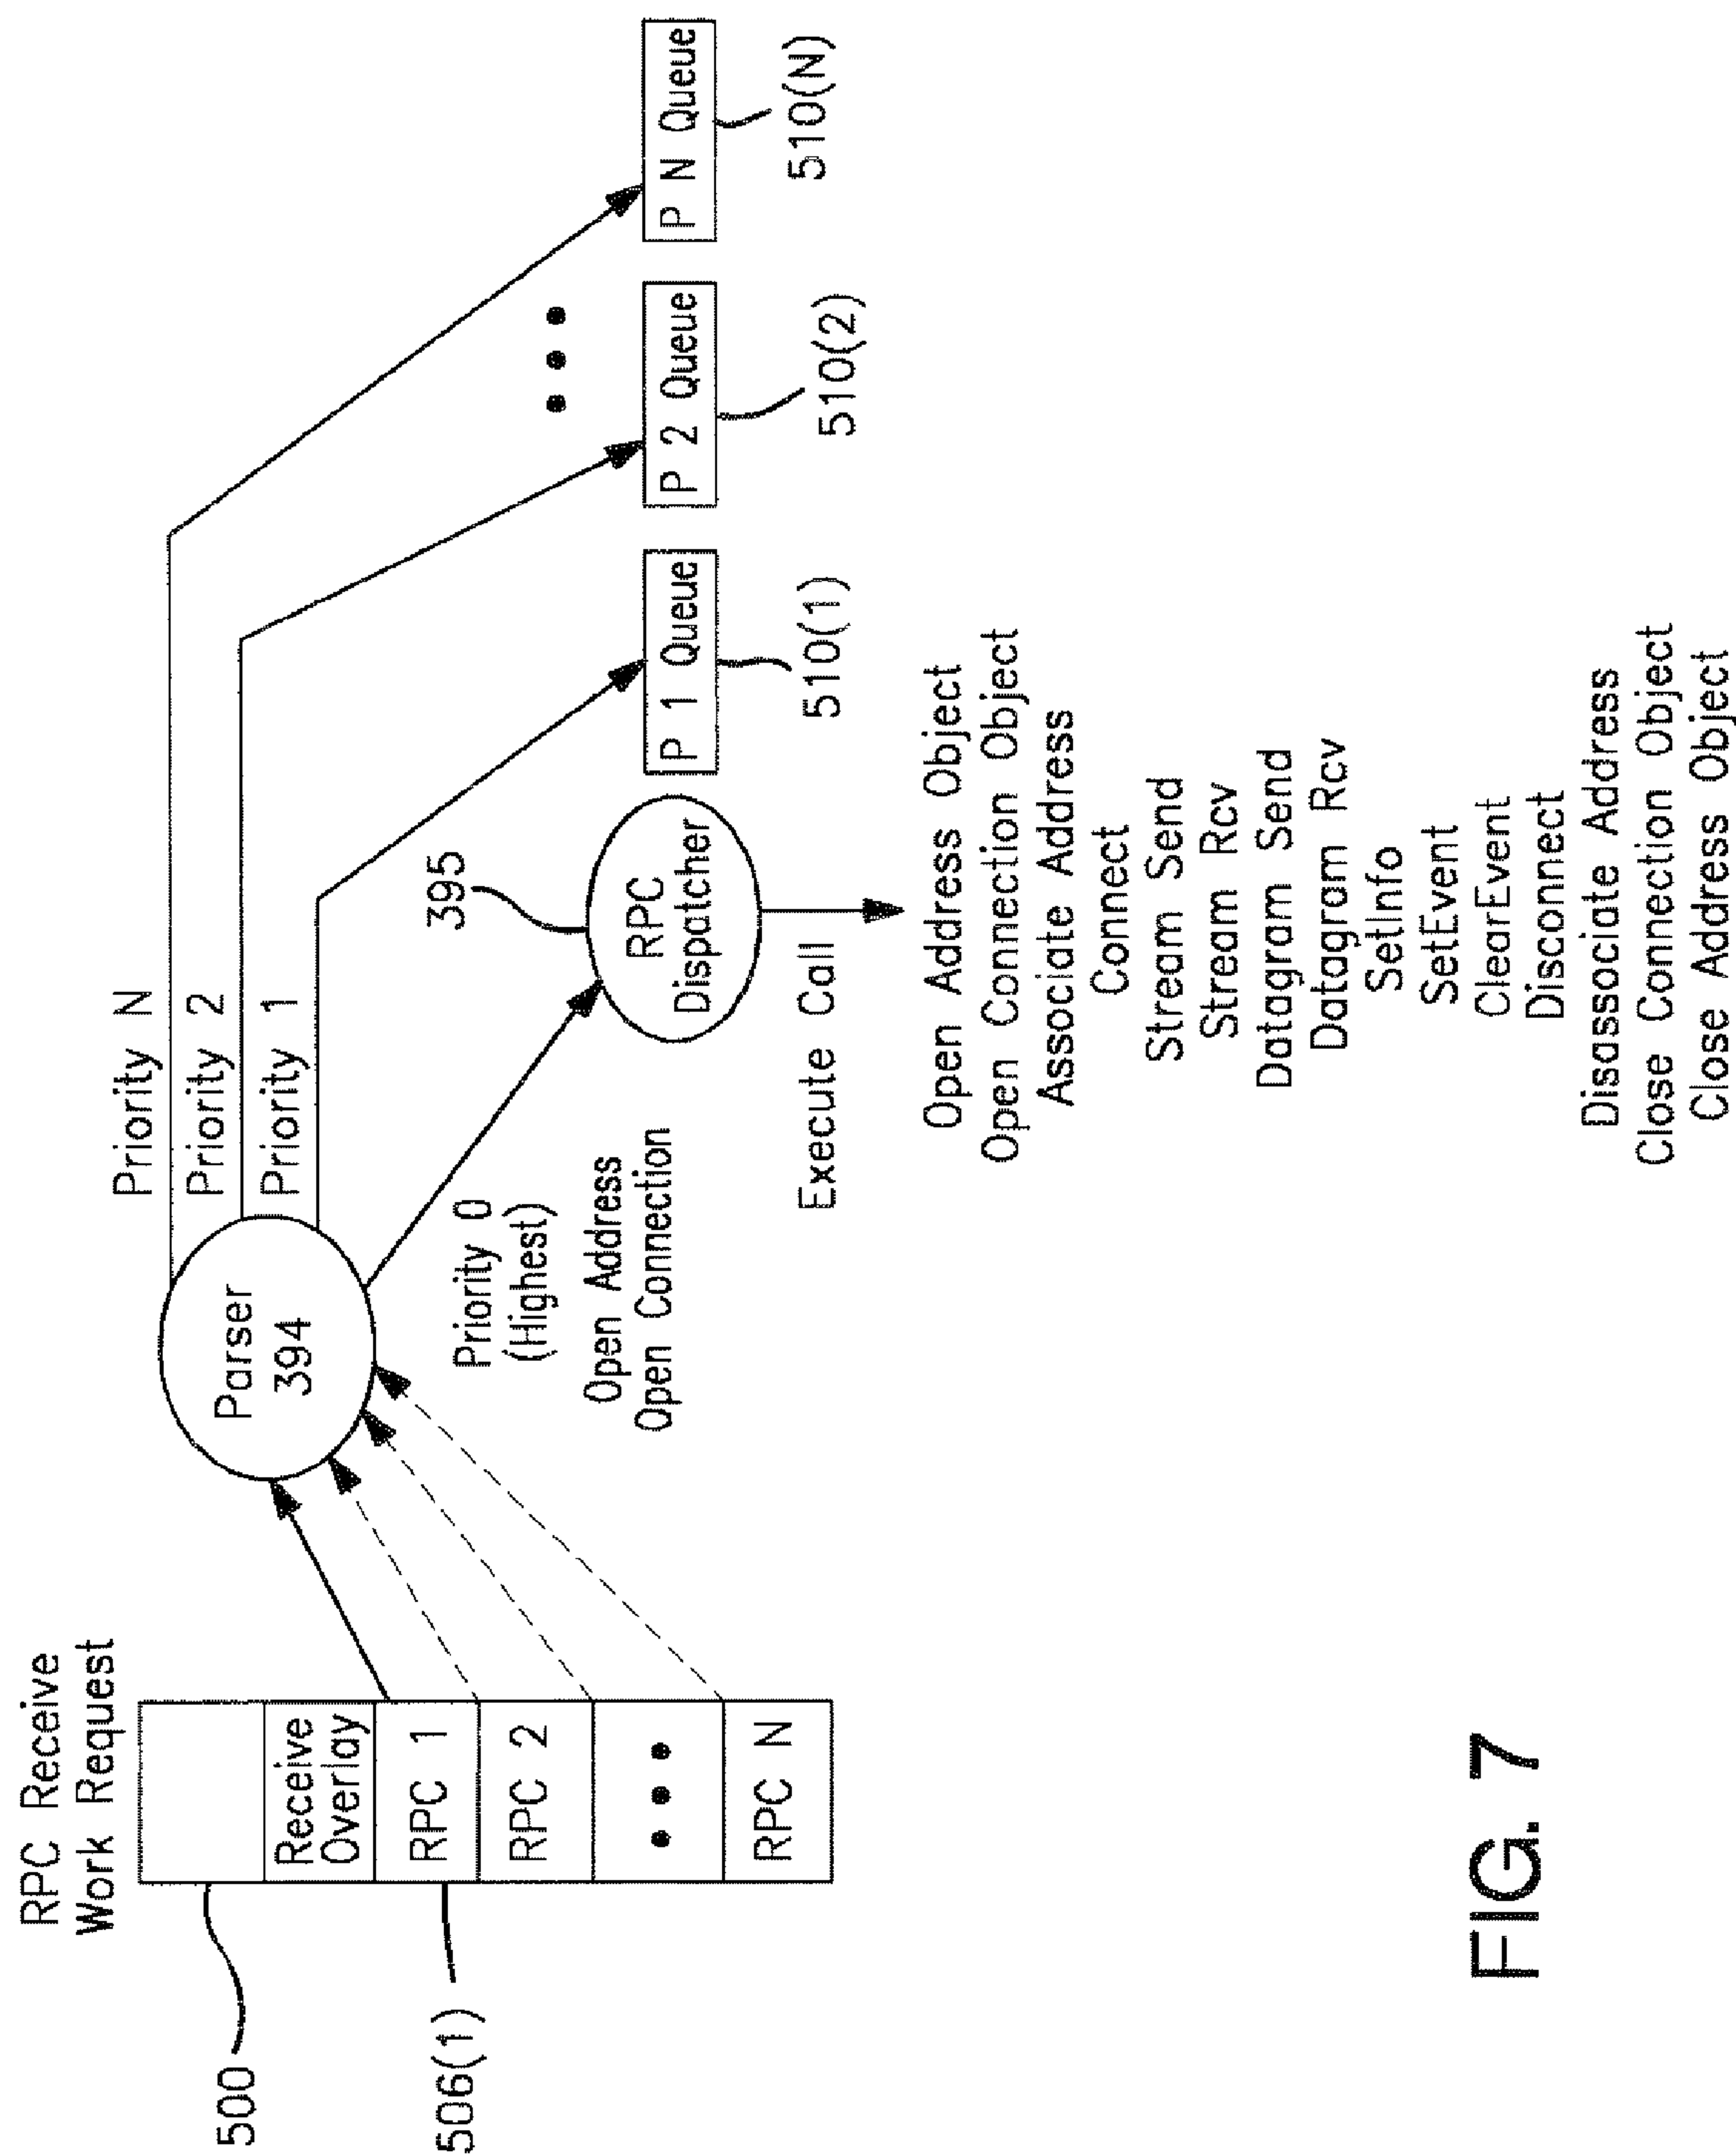 RPC Receive
Work Request
500
Receive
Overlay
506(1)
RPC 1
RPC 2
RPC N
Parser
394
Priority N
Priority 2
Priority 1
Priority 0
(Highest)
Open Address
Open Connection
395
RPC
Dispatcher
P 1 Queue
P 2 Queue
P N Queue
510(1)
510(2)
510(N)
Execute Call
Open Address Object
Open Connection Object
Associate Address
Connect
Stream Send
Stream Rcv
Datagram Send
Datagram Rcv
SetInfo
SetEvent
ClearEvent
Disconnect
Disassociate Address
Close Connection Object
Close Address Object
FIG. 7